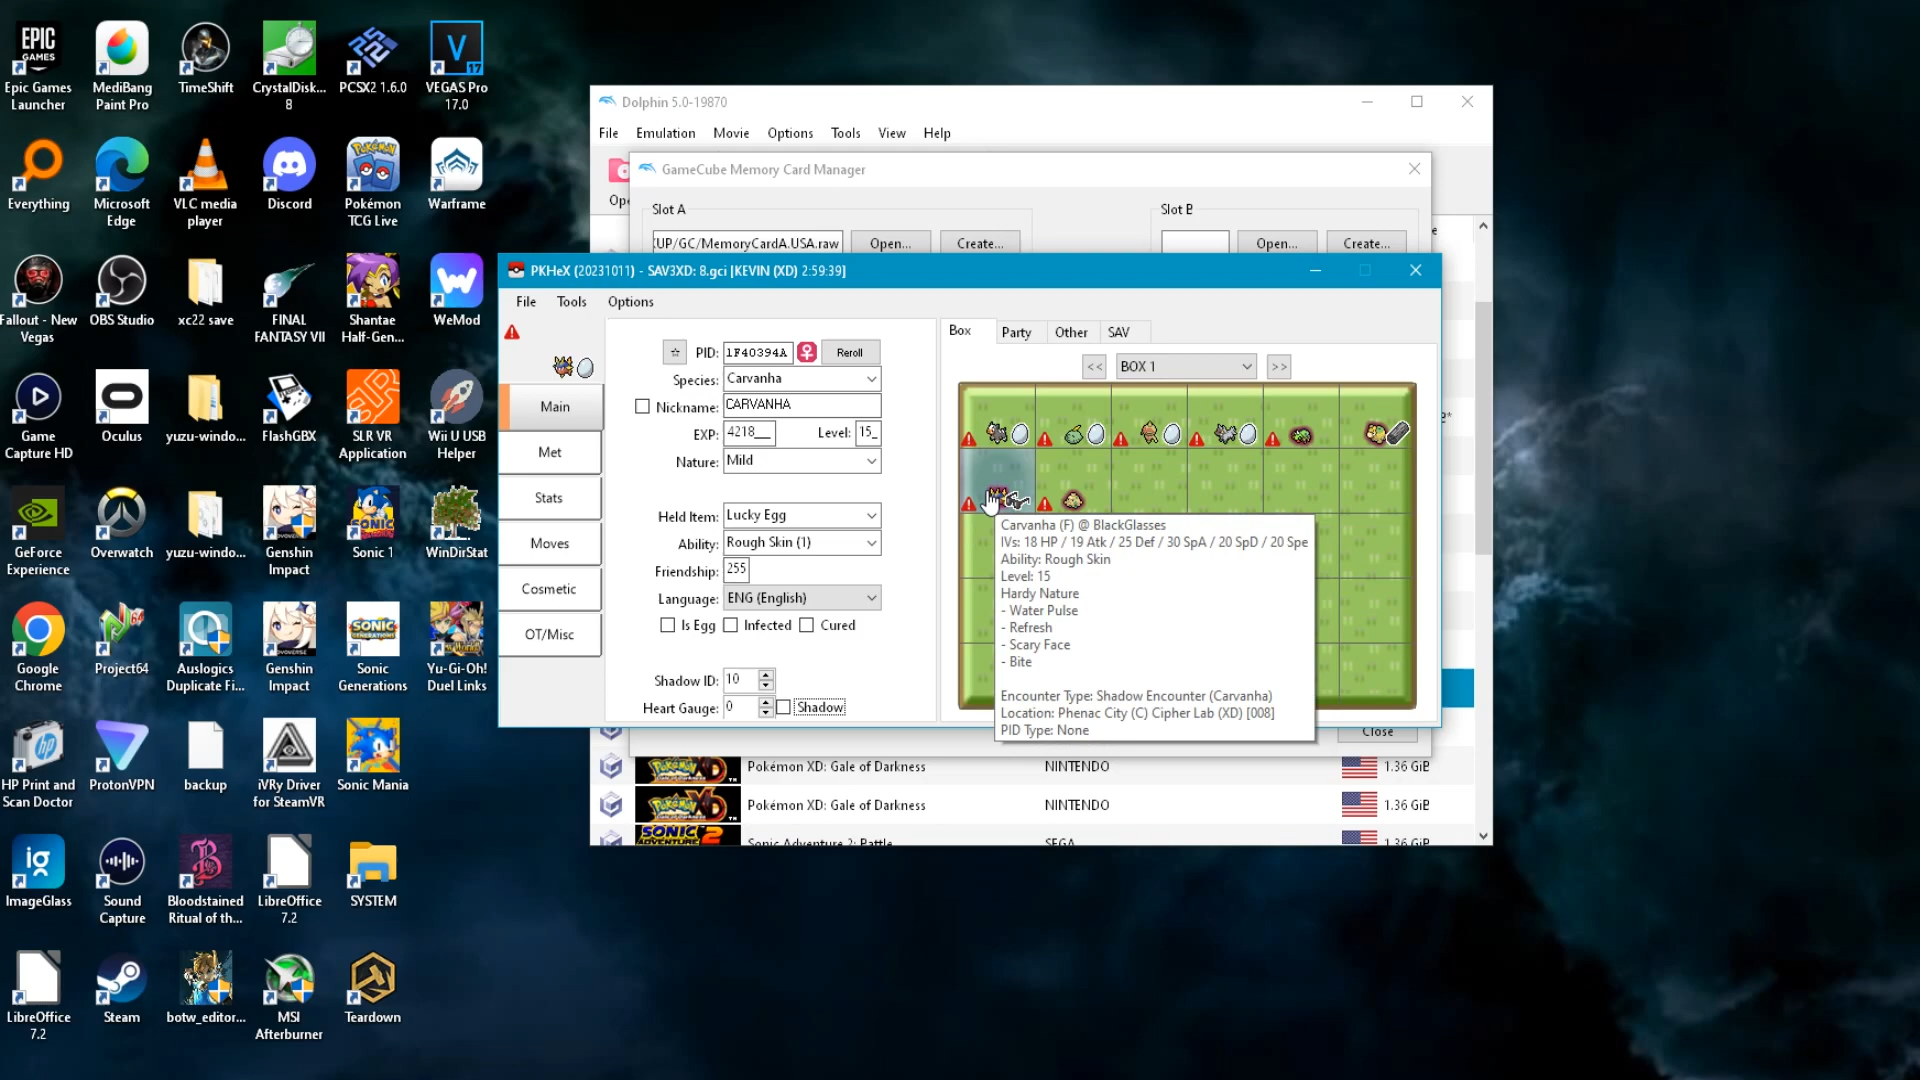 Epic Games Launcher
MediBang Paint Pro
TimeShift
CrystalDisk... 8
PCSX2 1.6.0
VEGAS Pro 17.0
Everything
Microsoft Edge
VLC media player
Discord
Pokémon TCG Live
Warframe
Fallout - New Vegas
OBS Studio
xc22 save
FINAL FANTASY VII
Shantae Half-Gen...
WeMod
Game Capture HD
Oculus
yuzu-windo...
FlashGBX
SLR VR Application
Wii U USB Helper
GeForce Experience
Overwatch
yuzu-windo...
Genshin Impact
Sonic 1
WinDirStat
Google Chrome
Project64
Auslogics Duplicate Fi...
Genshin Impact
Sonic Generations
Yu-Gi-Oh! Duel Links
HP Print and Scan Doctor
ProtonVPN
backup
iVRy Driver for SteamVR
Sonic Mania
ImageGlass
Sound Capture
Bloodstained Ritual of th...
LibreOffice 7.2
SYSTEM
LibreOffice 7.2
Steam
botw_editor...
MSI Afterburner
Teardown
Dolphin 5.0-19870
File Emulation Movie Options Tools View Help
GameCube Memory Card Manager
Slot A
Slot B
UP/GC/MemoryCardA.USA.raw
Open... Create...
Open... Create...
PKHeX (20231011) - SAV3XD: 8.gci [KEVIN (XD) 2:59:39]
File Tools Options
Main
Met
Stats
Moves
Cosmetic
OT/Misc
PID: 1F40394A Reroll
Species: Carvanha
Nickname: CARVANHA
EXP: 4218__ Level: 15_
Nature: Mild
Held Item: Lucky Egg
Ability: Rough Skin (1)
Friendship: 255
Language: ENG (English)
Is Egg Infected Cured
Shadow ID: 10
Heart Gauge: 0 Shadow
Box Party Other SAV
<< BOX 1 >>
Carvanha (F) @ BlackGlasses
IVs: 18 HP / 19 Atk / 25 Def / 30 SpA / 20 SpD / 20 Spe
Ability: Rough Skin
Level: 15
Hardy Nature
- Water Pulse
- Refresh
- Scary Face
- Bite
Encounter Type: Shadow Encounter (Carvanha)
Location: Phenac City (C) Cipher Lab (XD) [008]
PID Type: None
Close
Pokémon XD: Gale of Darkness NINTENDO 1.36 GiB
Pokémon XD: Gale of Darkness NINTENDO 1.36 GiB
Sonic Adventure 2: Battle SEGA 1.36 GiB